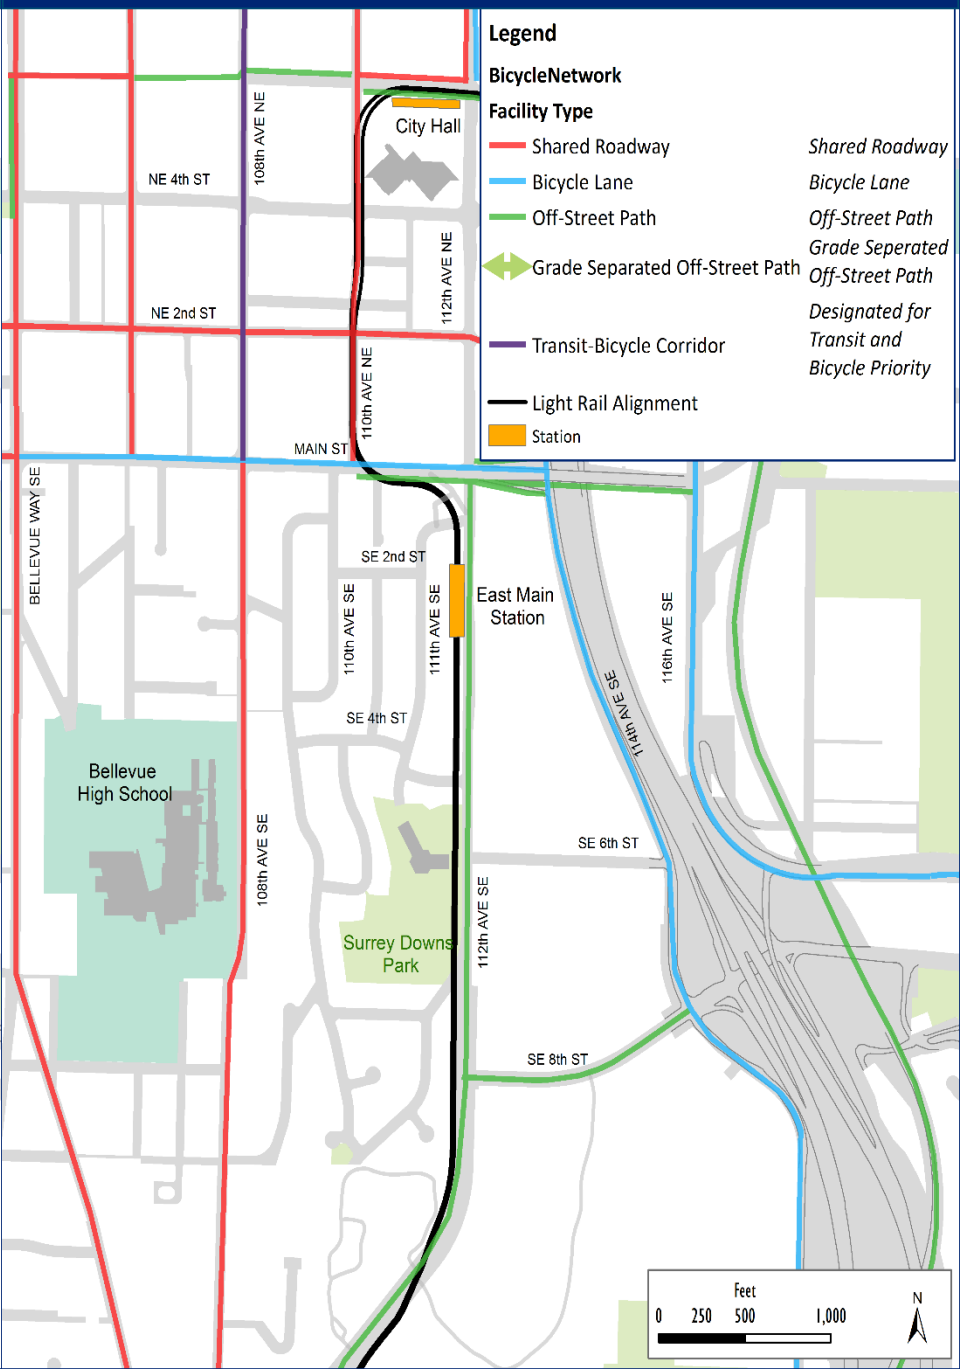 Legend
BicycleNetwork
Facility Type
Shared Roadway
Shared Roadway
Bicycle Lane
Bicycle Lane
Off-Street Path
Off-Street Path
Grade Separated Off-Street Path
Grade Seperated
Off-Street Path
Transit-Bicycle Corridor
Designated for
Transit and
Bicycle Priority
Light Rail Alignment
Station
108th AVE NE
City Hall
NE 4th ST
112th AVE NE
NE 2nd ST
110th AVE NE
MAIN ST
BELLEVUE WAY SE
SE 2nd ST
110th AVE SE
111th AVE SE
East Main
Station
116th AVE SE
114th AVE SE
SE 4th ST
Bellevue
High School
108th AVE SE
SE 6th ST
112th AVE SE
Surrey Downs
Park
SE 8th ST
Feet
0 250 500 1,000
N